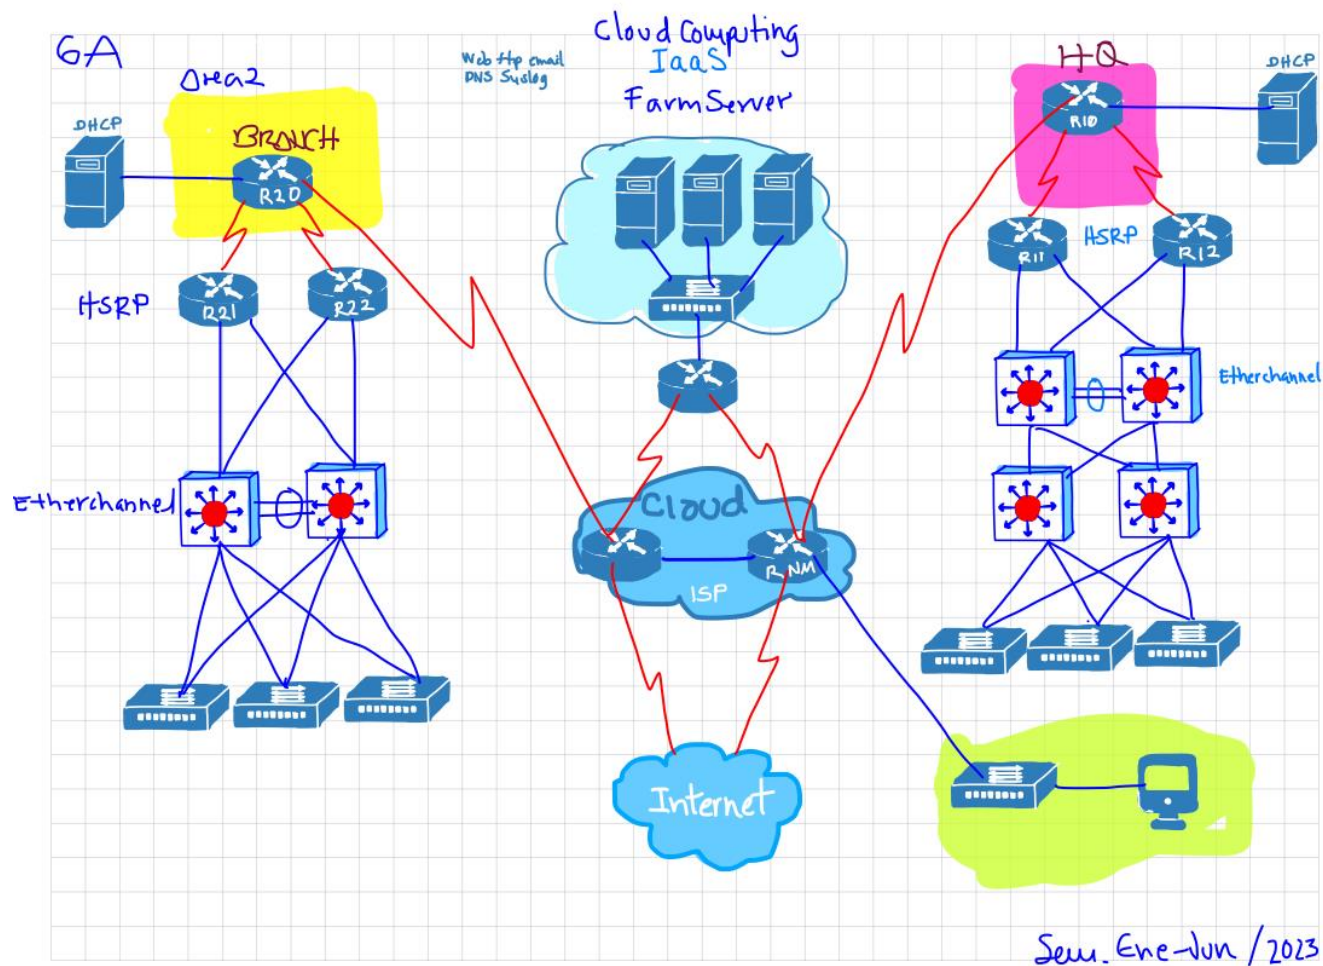 6A
Area2
Web ftp email
DNS Syslog
Cloud Computing
IaaS
FarmServer
HQ
DHCP
R10
DHCP
BRANCH
R20
R11
HSRP
R12
HSRP
R21
R22
Etherchannel
Etherchannel
Cloud
RNM
ISP
Internet
Sem. Ene-Jun / 2023